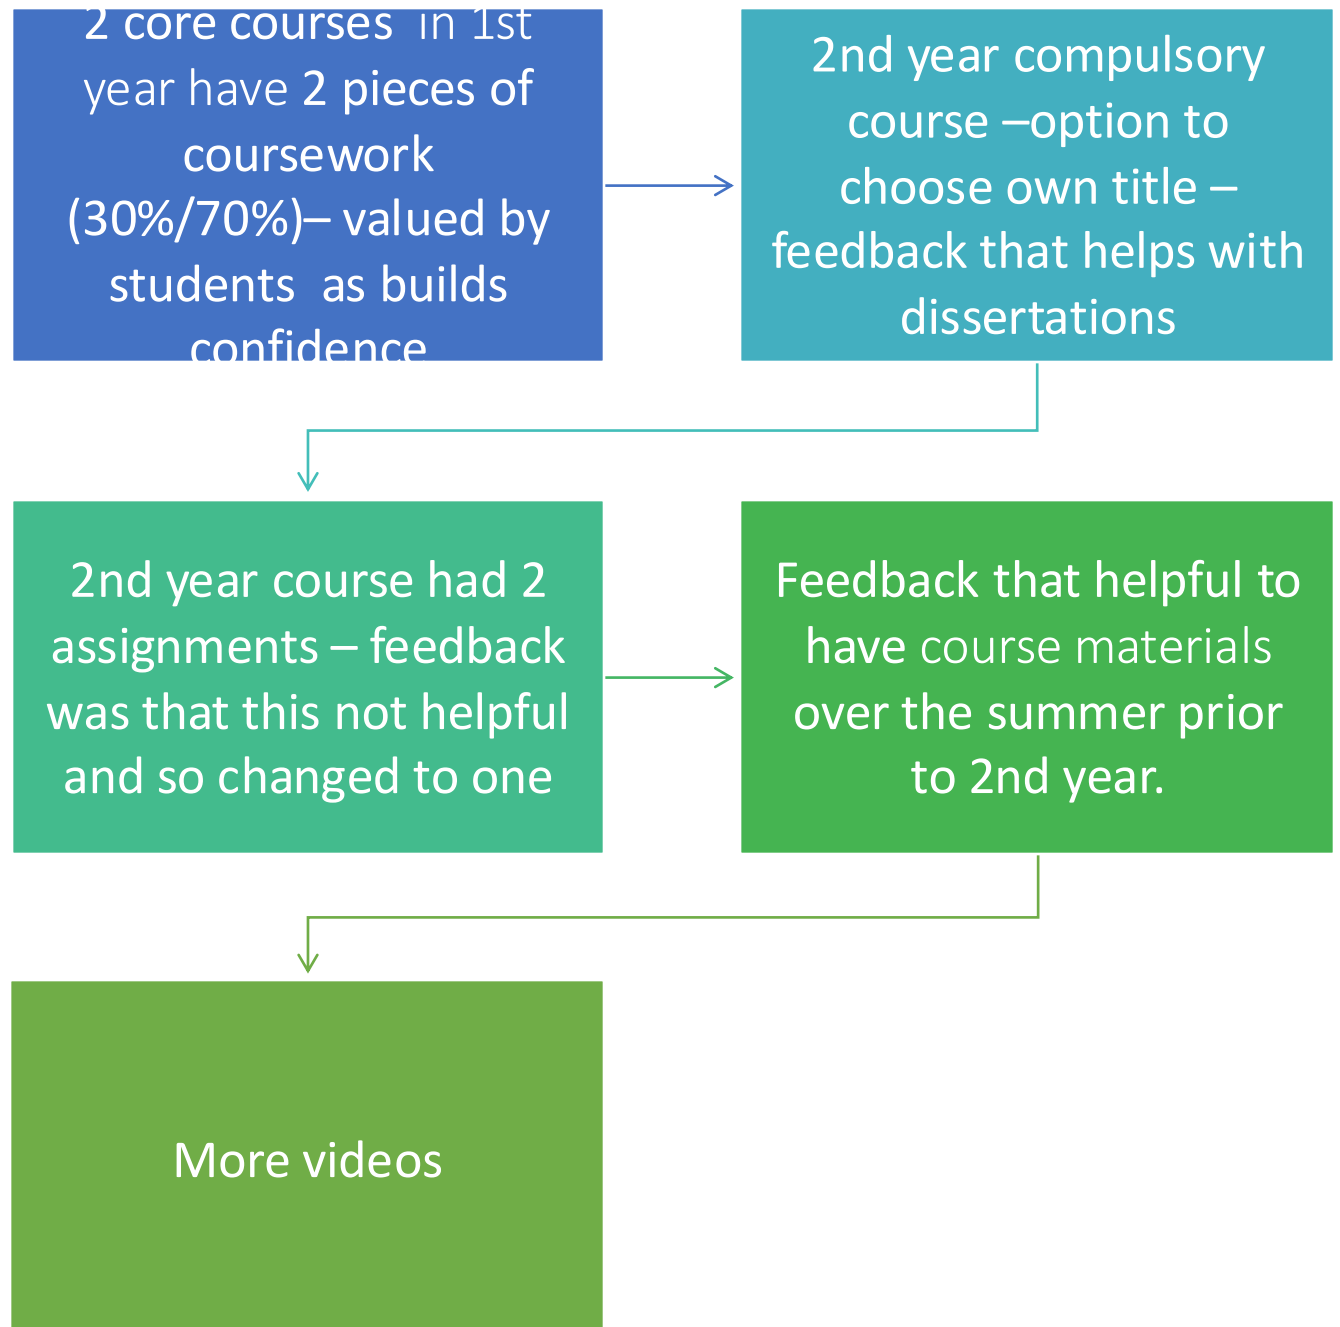 2 core courses in 1st
year have 2 pieces of
coursework
(30%/70%)– valued by
students as builds
confidence
2nd year compulsory
course –option to
choose own title –
feedback that helps with
dissertations
2nd year course had 2
assignments – feedback
was that this not helpful
and so changed to one
Feedback that helpful to
have course materials
over the summer prior
to 2nd year.
More videos